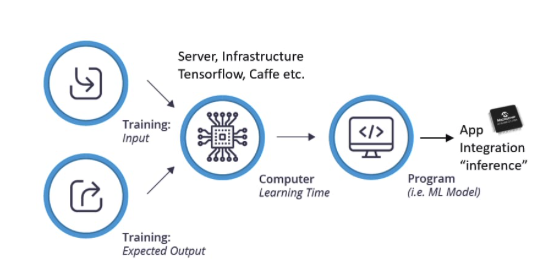 Server, Infrastructure
Tensorflow, Caffe etc.
Training:
Input
</>
App
Integration
“inference”
Computer
Learning Time
Program
(i.e. ML Model)
Training:
Expected Output